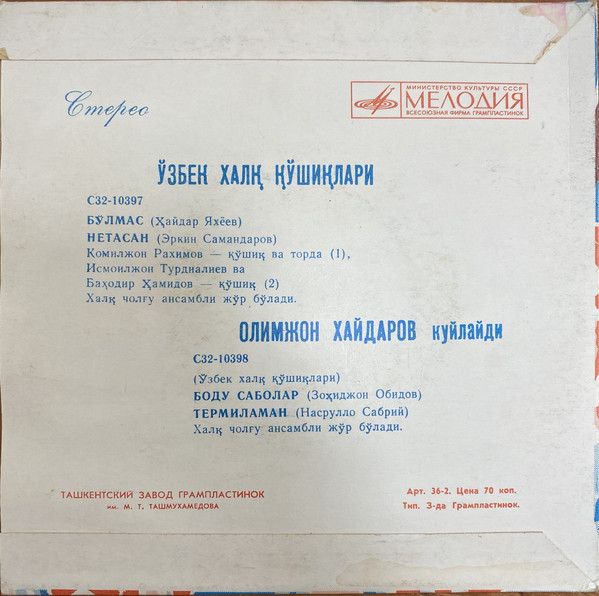 Стерео
МИНИСТЕРСТВО КУЛЬТУРЫ СССР
МЕЛОДИЯ
ВСЕСОЮЗНАЯ ФИРМА ГРАМПЛАСТИНОК
ЎЗБЕК ХАЛҚ ҚЎШИҚЛАРИ
С32-10397
БУЛМАС (Ҳайдар Яхёев)
НЕТАСАН (Эркин Самандаров)
Комилжон Рахимов — қўшиқ ва торда (1),
Исмоилжон Турдналиев ва
Баҳодир Ҳамидов — қўшиқ (2)
Халқ чолғу ансамбли жўр бўлади.
ОЛИМЖОН ХАЙДАРОВ куйлайди
С32-10398
(Ўзбек халқ қўшиқлари)
БОДУ САБОЛАР (Зоҳиджон Обидов)
ТЕРМИЛАМАН (Насрулло Сабрий)
Халқ чолғу ансамбли жўр бўлади.
ТАШКЕНТСКИЙ ЗАВОД ГРАМПЛАСТИНОК
им. М. Т. ТАШМУХАМЕДОВА
Арт. 36-2. Цена 70 коп.
Тип. З-да Грампластинок.